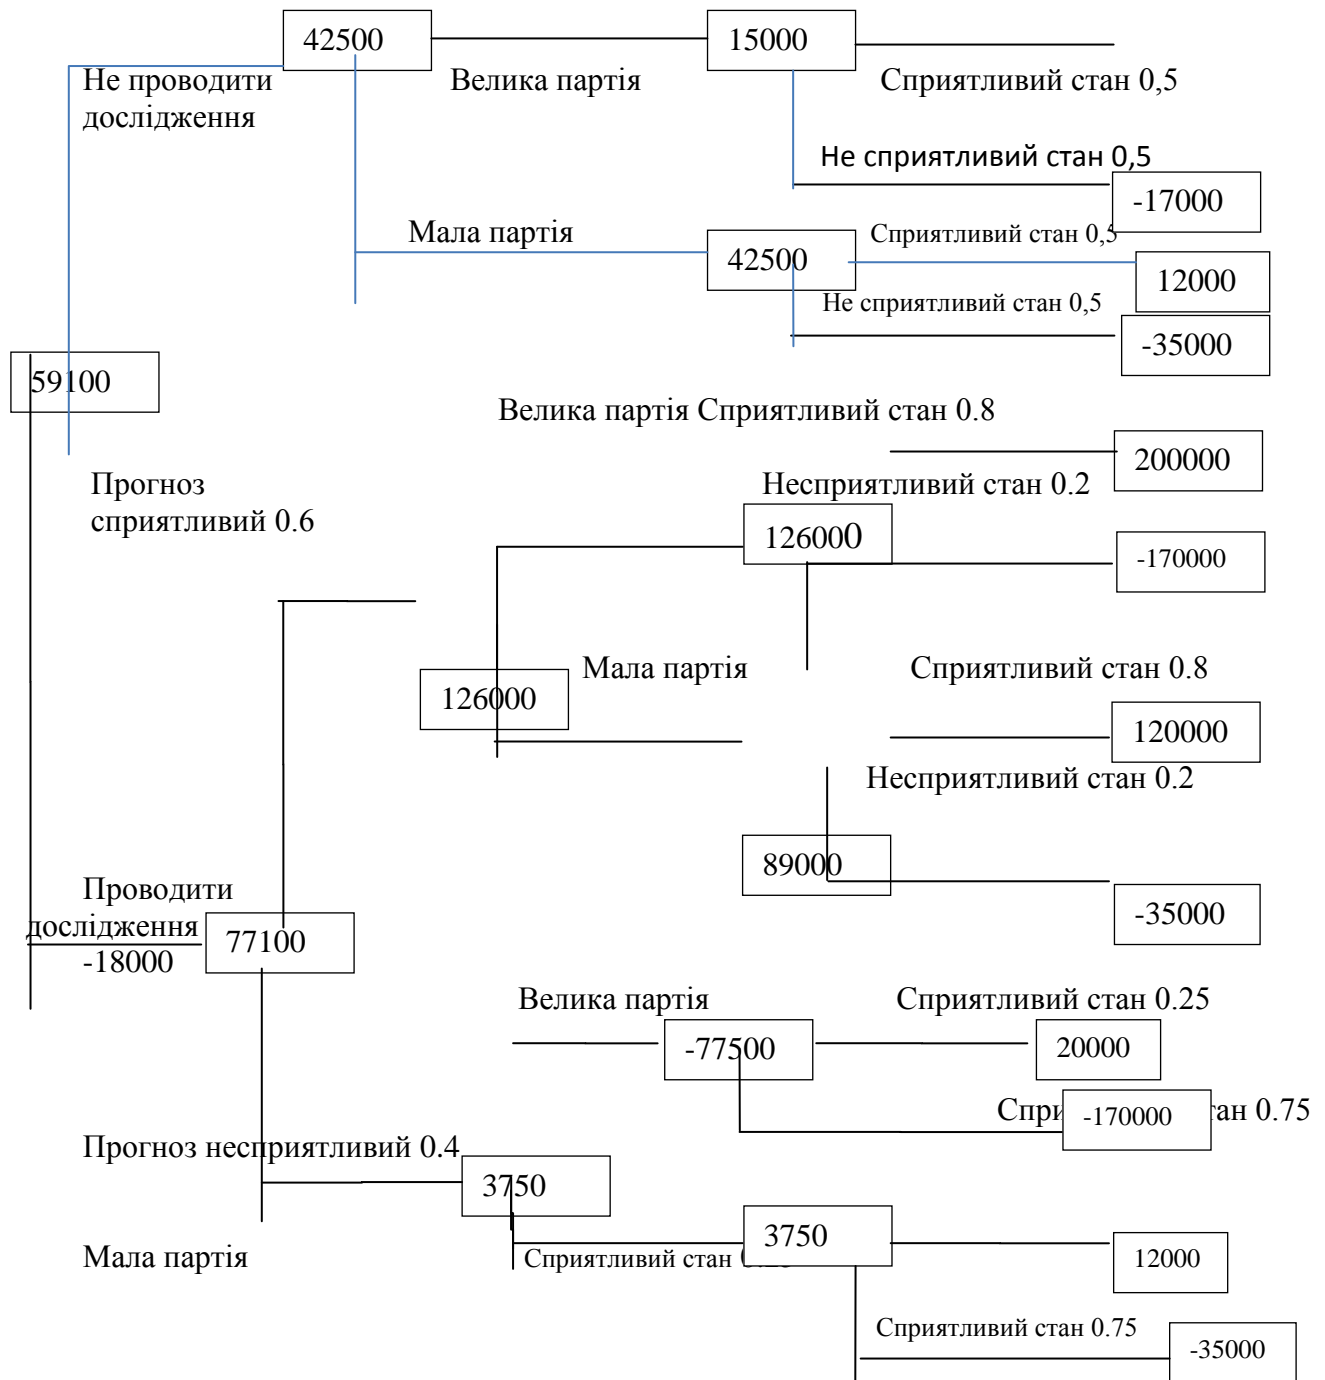 42500
15000
Не проводити
дослідження
Велика партія
Сприятливий стан 0,5
Не сприятливий стан 0,5
-17000
Мала партія
42500
Сприятливий стан 0,5
12000
Не сприятливий стан 0,5
-35000
59100
Велика партія Сприятливий стан 0.8
200000
Прогноз
сприятливий 0.6
Несприятливий стан 0.2
126000
-170000
126000
Мала партія
Сприятливий стан 0.8
120000
Несприятливий стан 0.2
89000
-35000
Проводити
дослідження
-18000
77100
Велика партія
Сприятливий стан 0.25
-77500
20000
-170000
ан 0.75
Прогноз несприятливий 0.4
3750
3750
Мала партія
Сприятливий стан
12000
Сприятливий стан 0.75
-35000